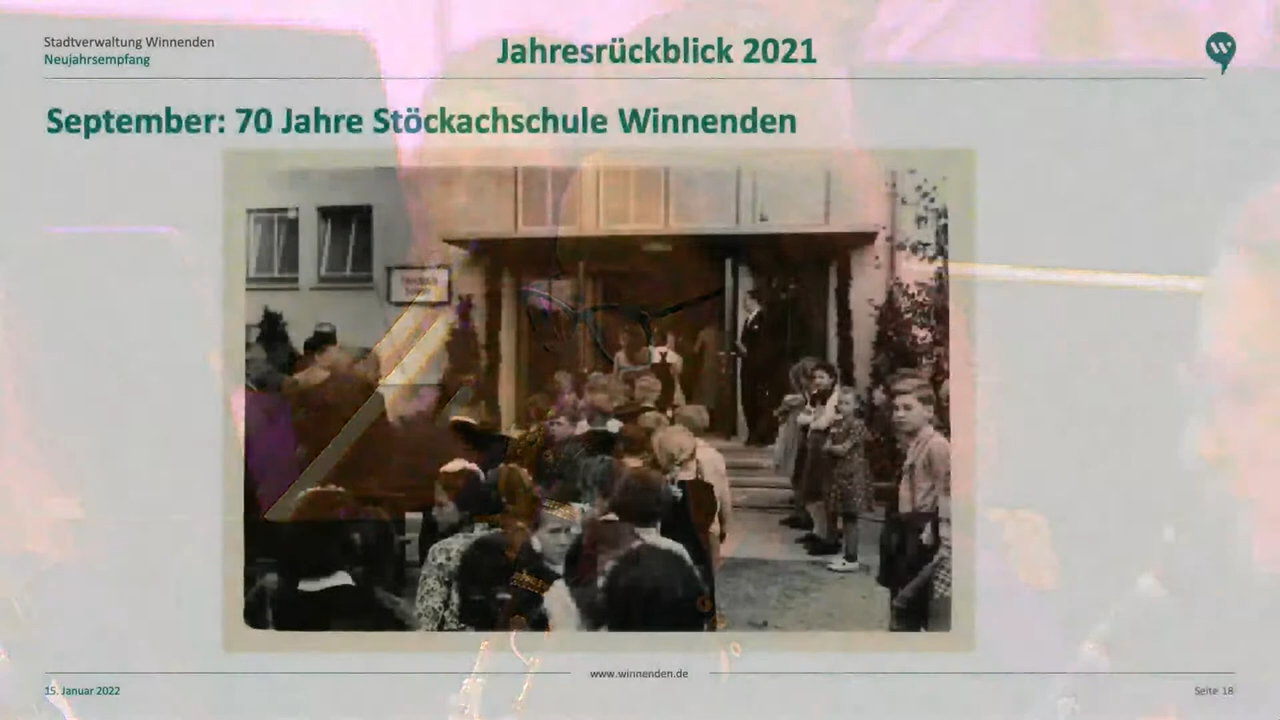 Stadtverwaltung Winnenden
Neujahrsempfang
Jahresrückblick 2021
w
September: 70 Jahre Stöckachschule Winnenden
www.winnenden.de
15. Januar 2022
Seite 18